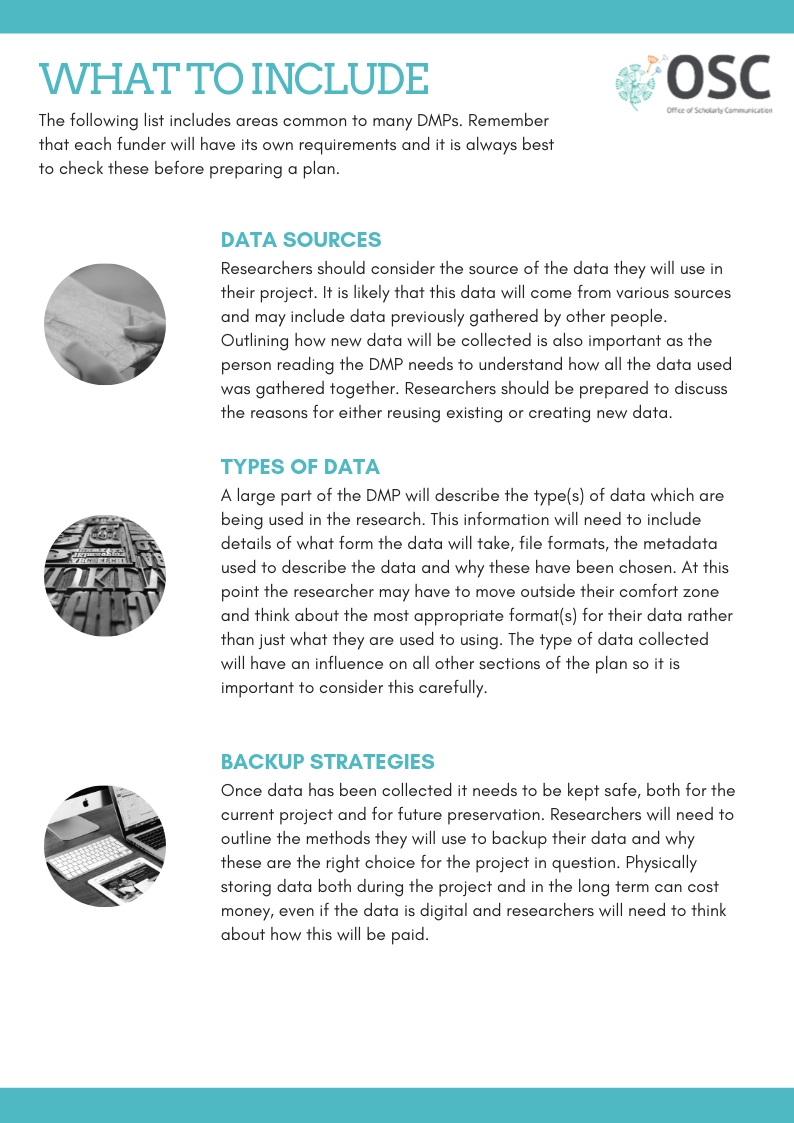 WHAT TO INCLUDE
OSC
Office of Scholarly Communication
The following list includes areas common to many DMPs. Remember
that each funder will have its own requirements and it is always best
to check these before preparing a plan.
DATA SOURCES
Researchers should consider the source of the data they will use in
their project. It is likely that this data will come from various sources
and may include data previously gathered by other people.
Outlining how new data will be collected is also important as the
person reading the DMP needs to understand how all the data used
was gathered together. Researchers should be prepared to discuss
the reasons for either reusing existing or creating new data.
TYPES OF DATA
A large part of the DMP will describe the type(s) of data which are
being used in the research. This information will need to include
details of what form the data will take, file formats, the metadata
used to describe the data and why these have been chosen. At this
point the researcher may have to move outside their comfort zone
and think about the most appropriate format(s) for their data rather
than just what they are used to using. The type of data collected
will have an influence on all other sections of the plan so it is
important to consider this carefully.
BACKUP STRATEGIES
Once data has been collected it needs to be kept safe, both for the
current project and for future preservation. Researchers will need to
outline the methods they will use to backup their data and why
these are the right choice for the project in question. Physically
storing data both during the project and in the long term can cost
money, even if the data is digital and researchers will need to think
about how this will be paid.